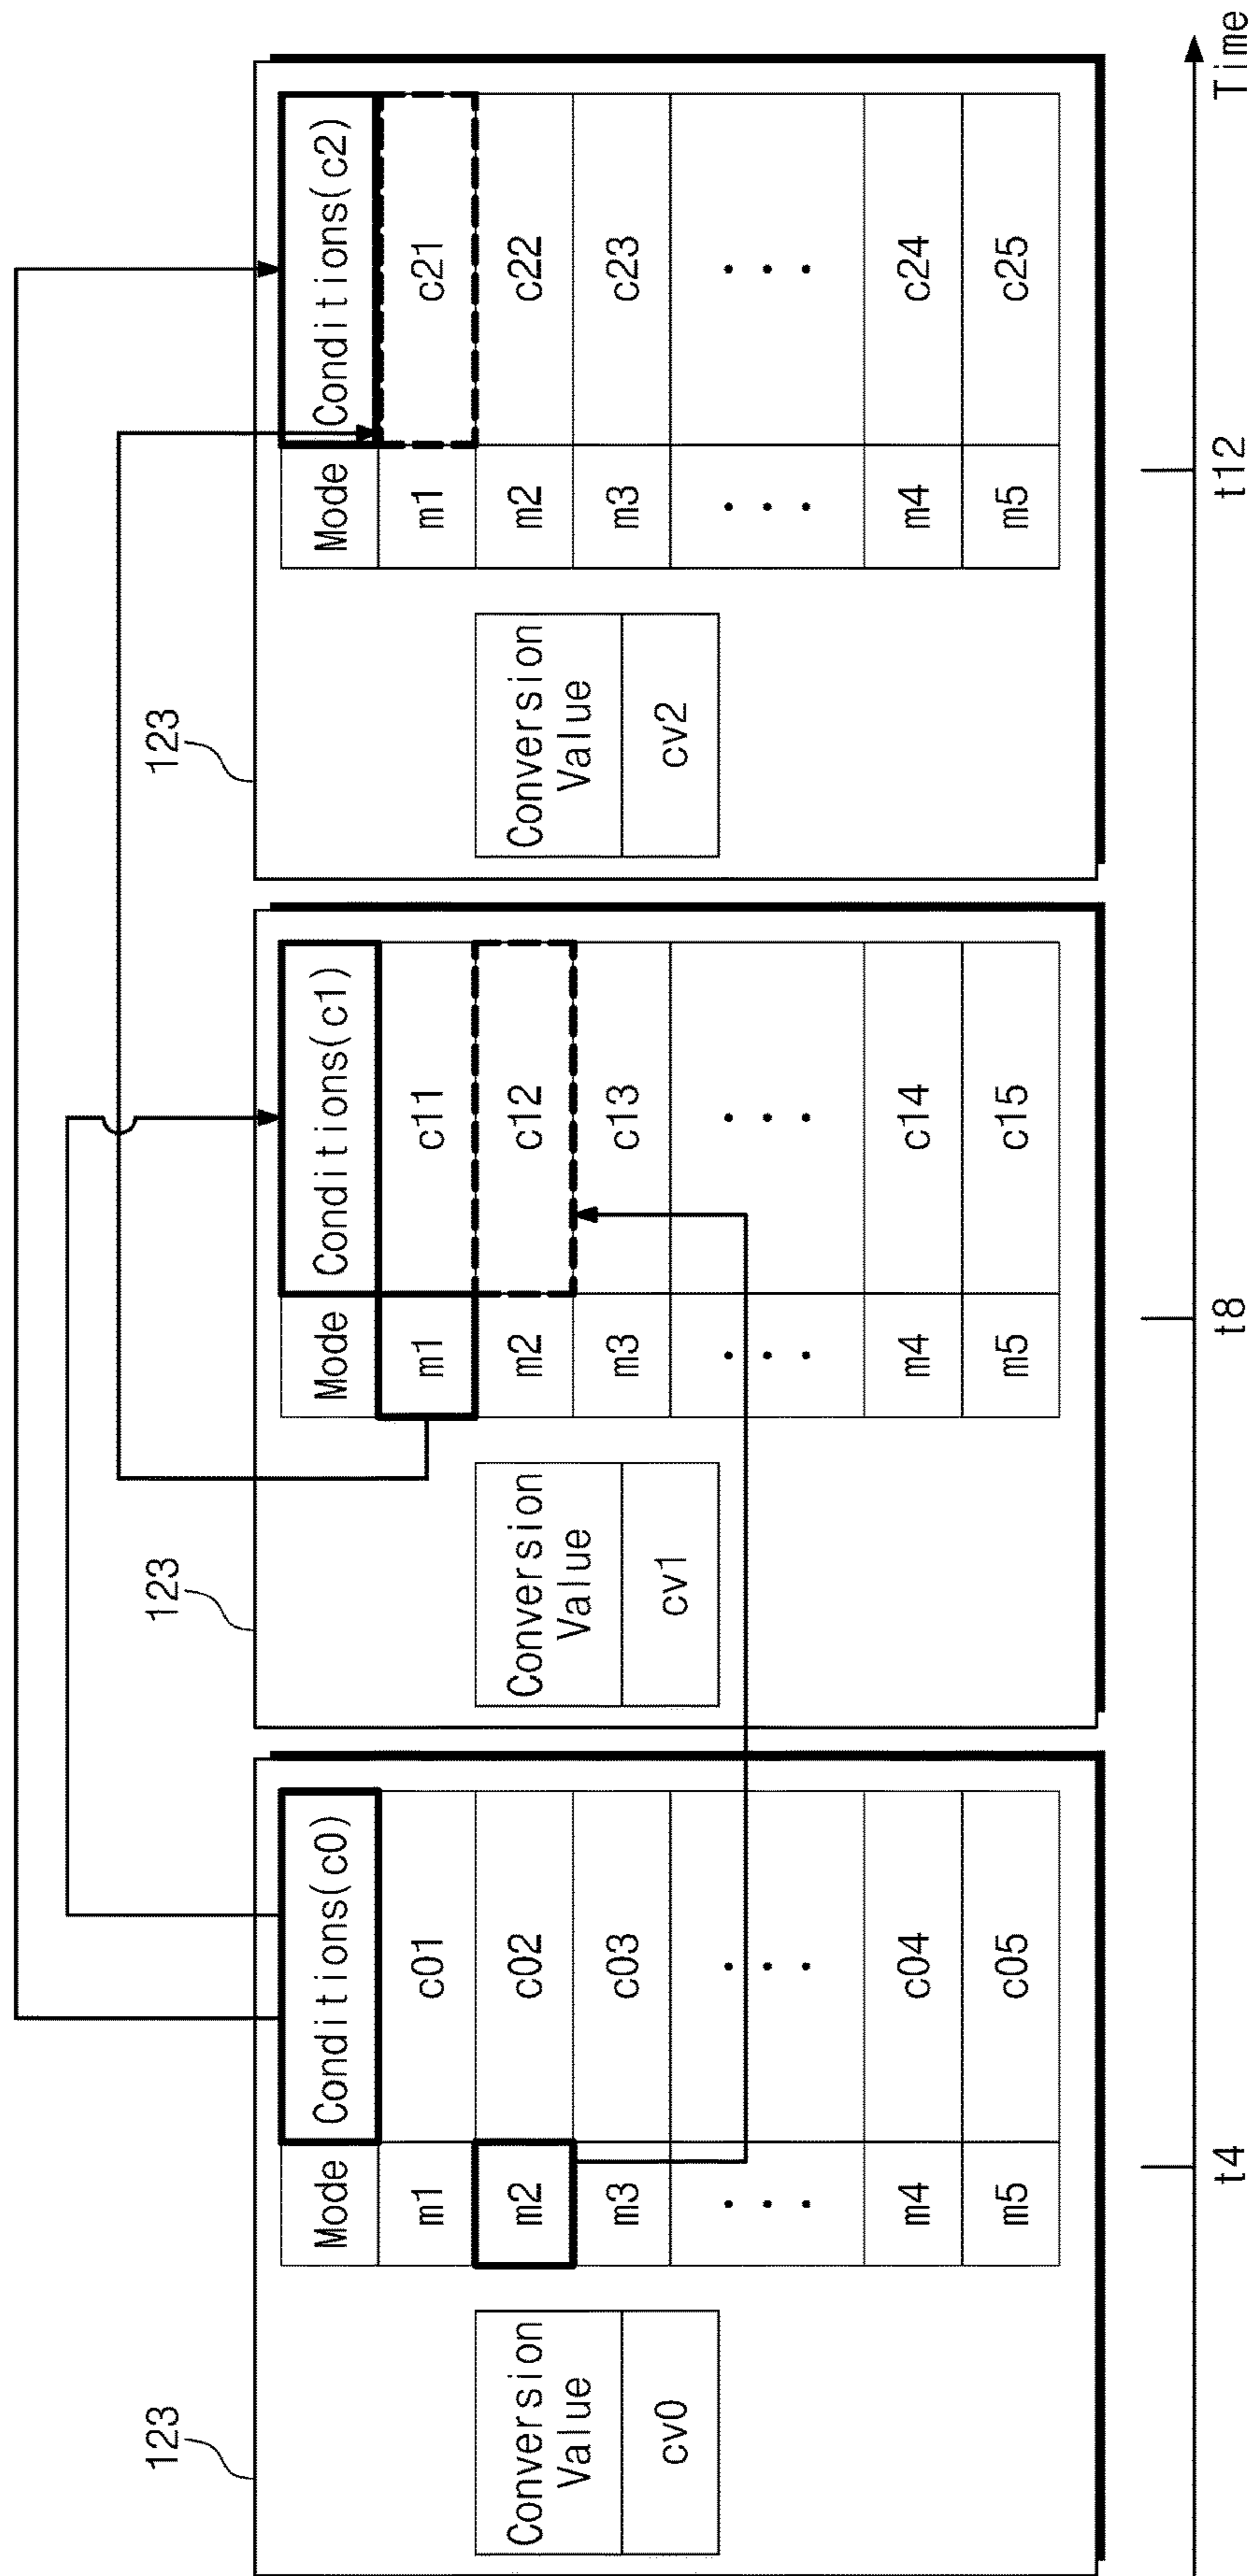 123
Conversion
Value
cv0
Mode Conditions(c0)
m1 c01
m2 c02
m3 c03
. . . . . .
m4 c04
m5 c05
123
Conversion
Value
cv1
Mode Conditions(c1)
m1 c11
m2 c12
m3 c13
. . . . . .
m4 c14
m5 c15
123
Conversion
Value
cv2
Mode Conditions(c2)
m1 c21
m2 c22
m3 c23
. . . . . .
m4 c24
m5 c25
t4 t8 t12 Time